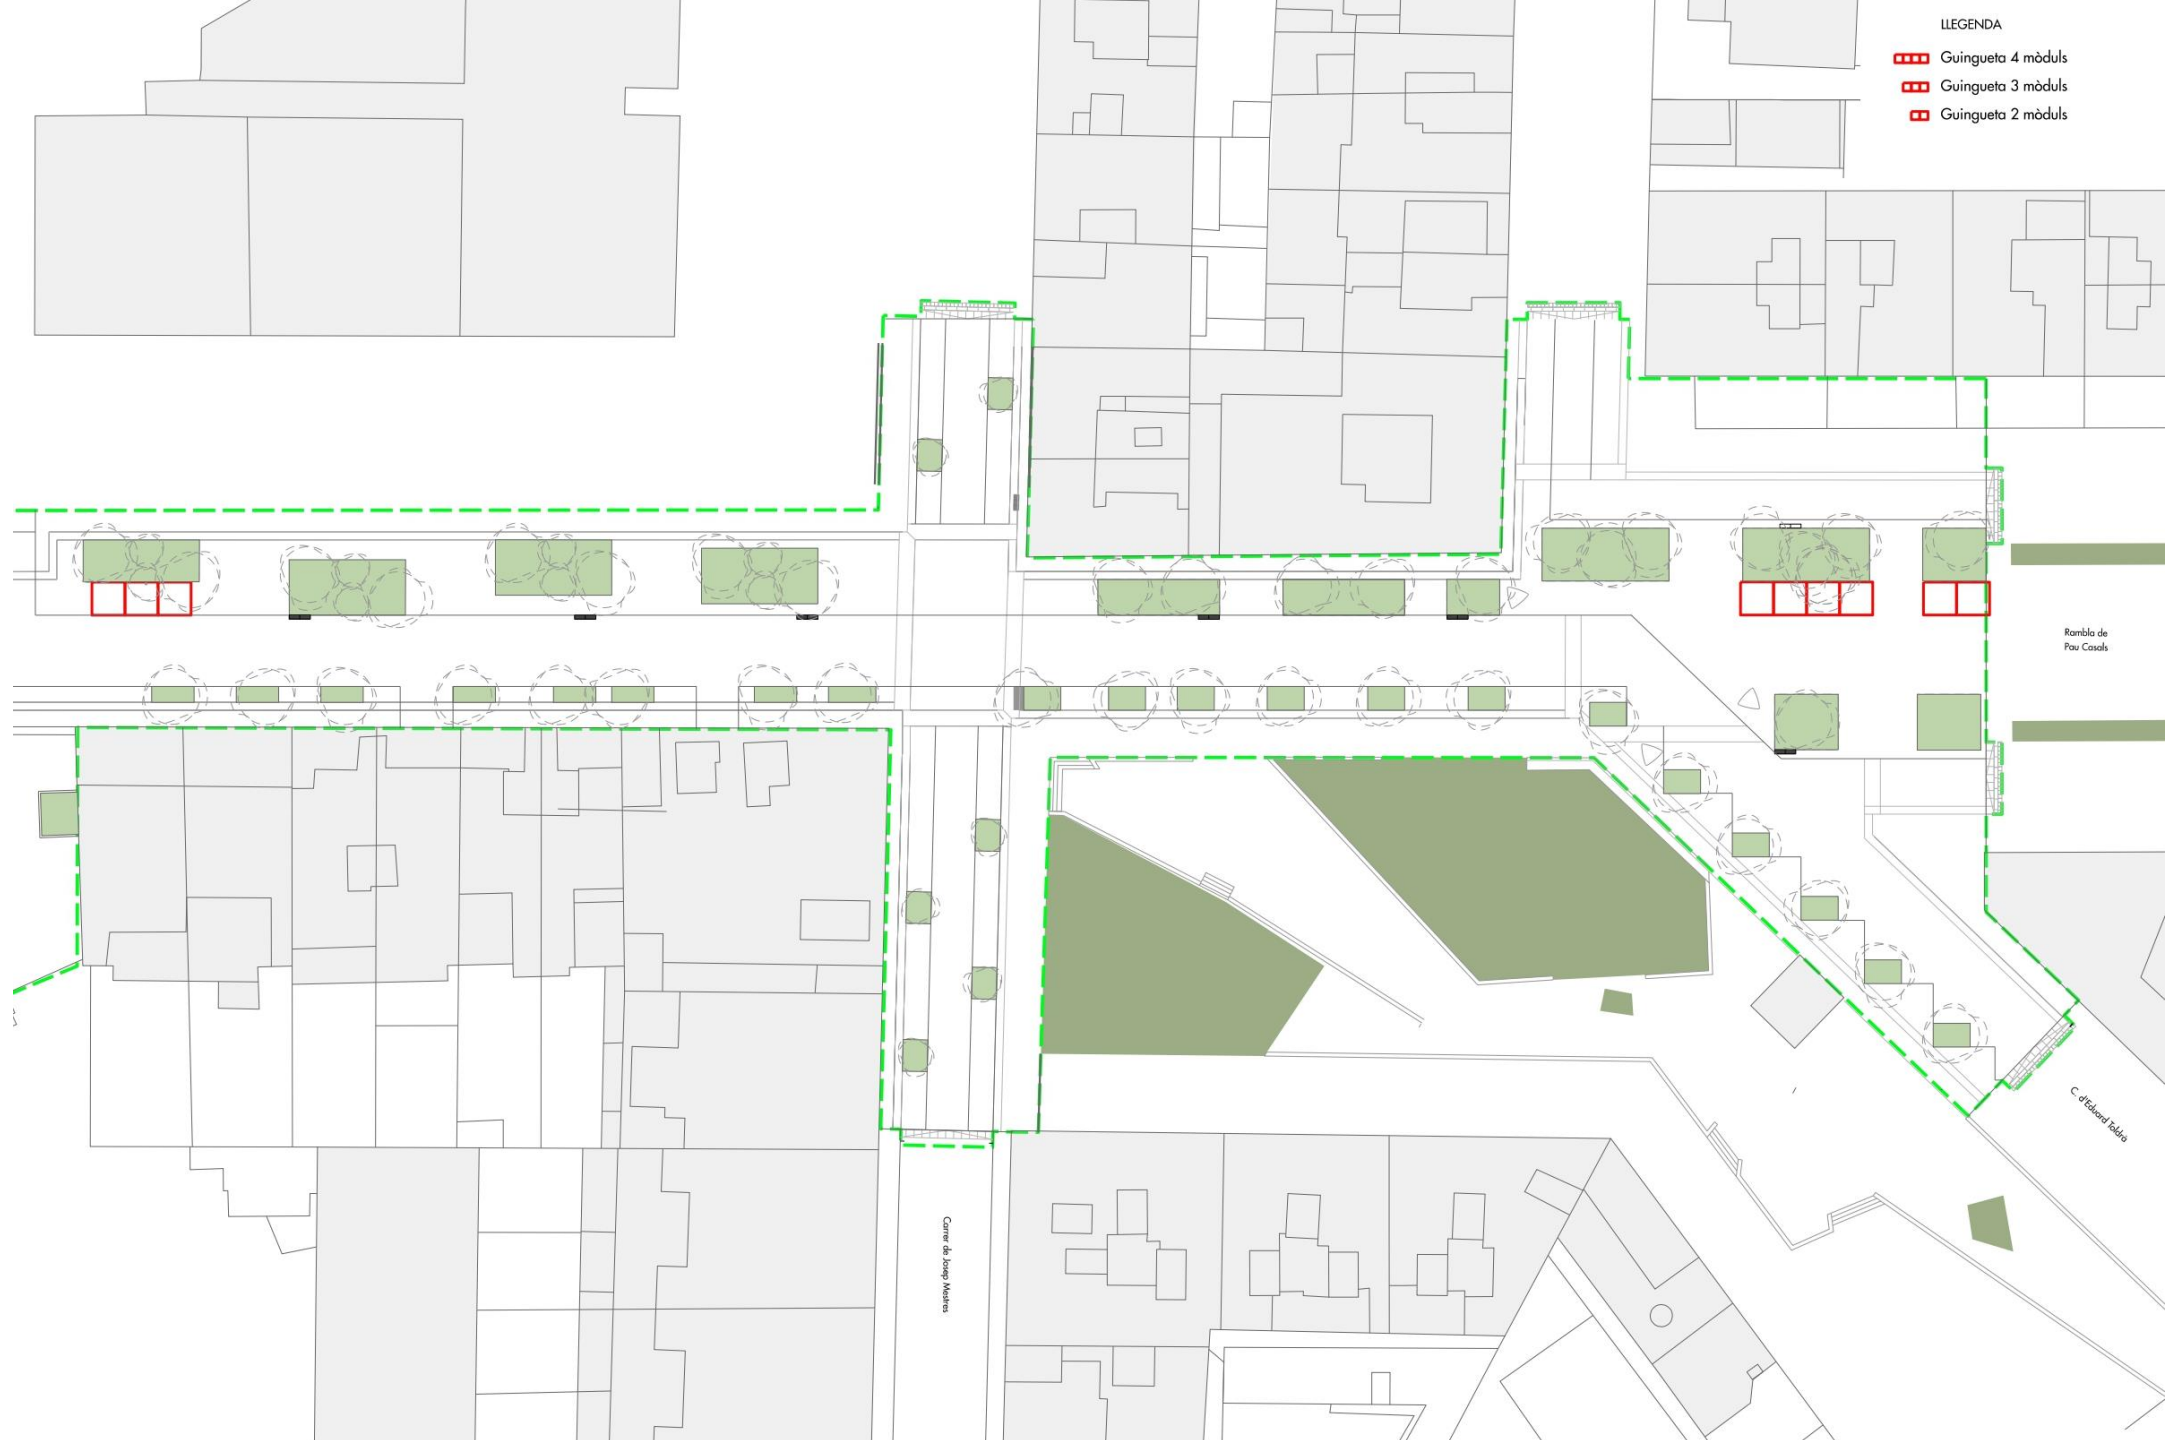 LLEGENDA
Guingueta 4 mòduls
Guingueta 3 mòduls
Guingueta 2 mòduls
Rambla de
Pau Casals
C. d'Eduard Toldrà
Carrer de Josep Mestres